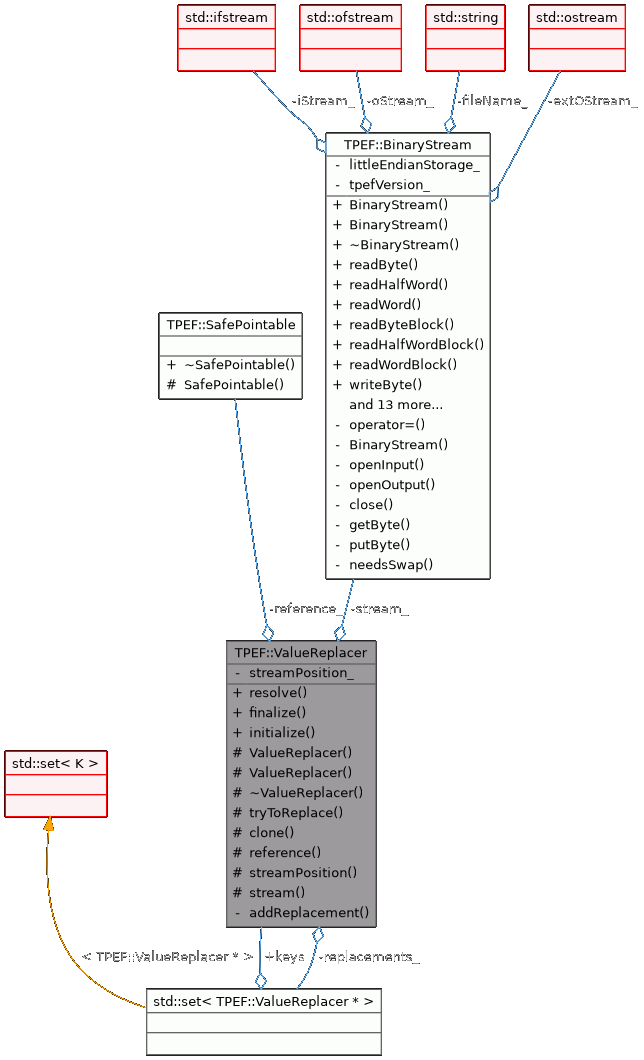 std::ifstream
std::ofstream
std::string
std::ostream
-iStream_
-oStream_
-fileName_
-extOStream_
TPEF::BinaryStream
- littleEndianStorage_
- tpefVersion_
+ BinaryStream()
+ BinaryStream()
+ ~BinaryStream()
+ readByte()
+ readHalfWord()
+ readWord()
+ readByteBlock()
+ readHalfWordBlock()
+ readWordBlock()
+ writeByte()
and 13 more...
- operator=()
- BinaryStream()
- openInput()
- openOutput()
- close()
- getByte()
- putByte()
- needsSwap()
TPEF::SafePointable
+ ~SafePointable()
# SafePointable()
-reference_
-stream_
TPEF::ValueReplacer
- streamPosition_
+ resolve()
+ finalize()
+ initialize()
# ValueReplacer()
# ValueReplacer()
# ~ValueReplacer()
# tryToReplace()
# clone()
# reference()
# streamPosition()
# stream()
- addReplacement()
std::set< K >
< TPEF::ValueReplacer * >
+keys
-replacements_
std::set< TPEF::ValueReplacer * >